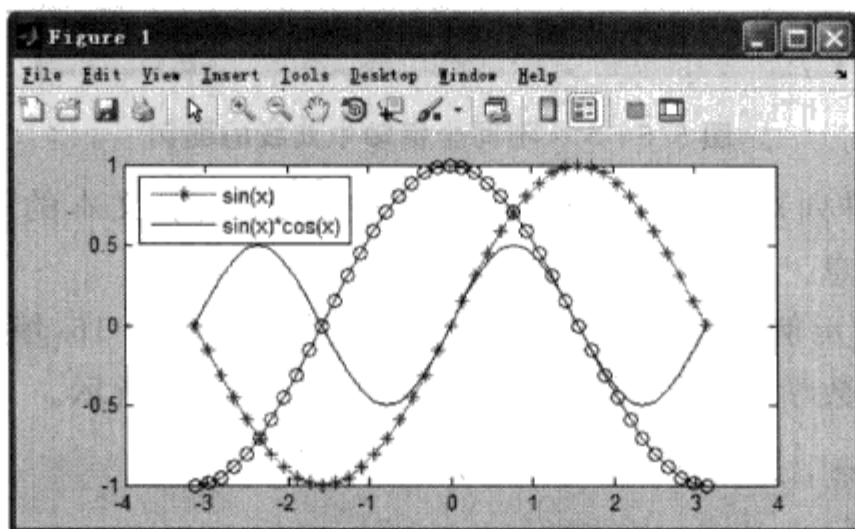 Figure 1
File Edit View Insert Tools Desktop Window Help
1
sin(x)
sin(x)*cos(x)
0.5
0
-0.5
-1
-4 -3 -2 -1 0 1 2 3 4